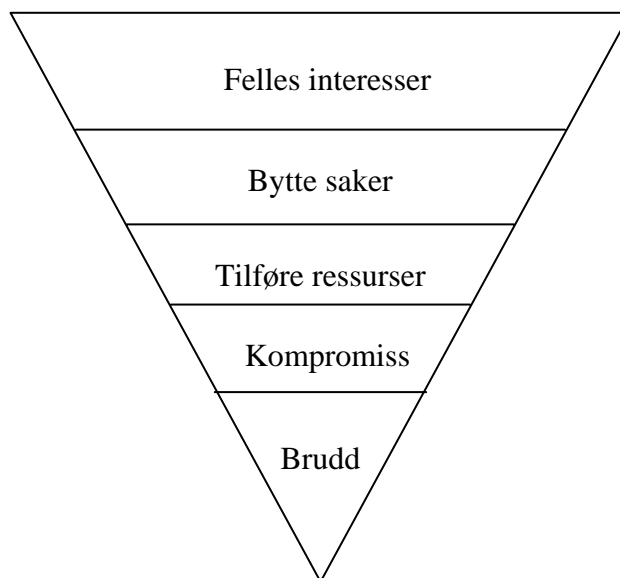 Felles interesser
Bytte saker
Tilføre ressurser
Kompromiss
Brudd